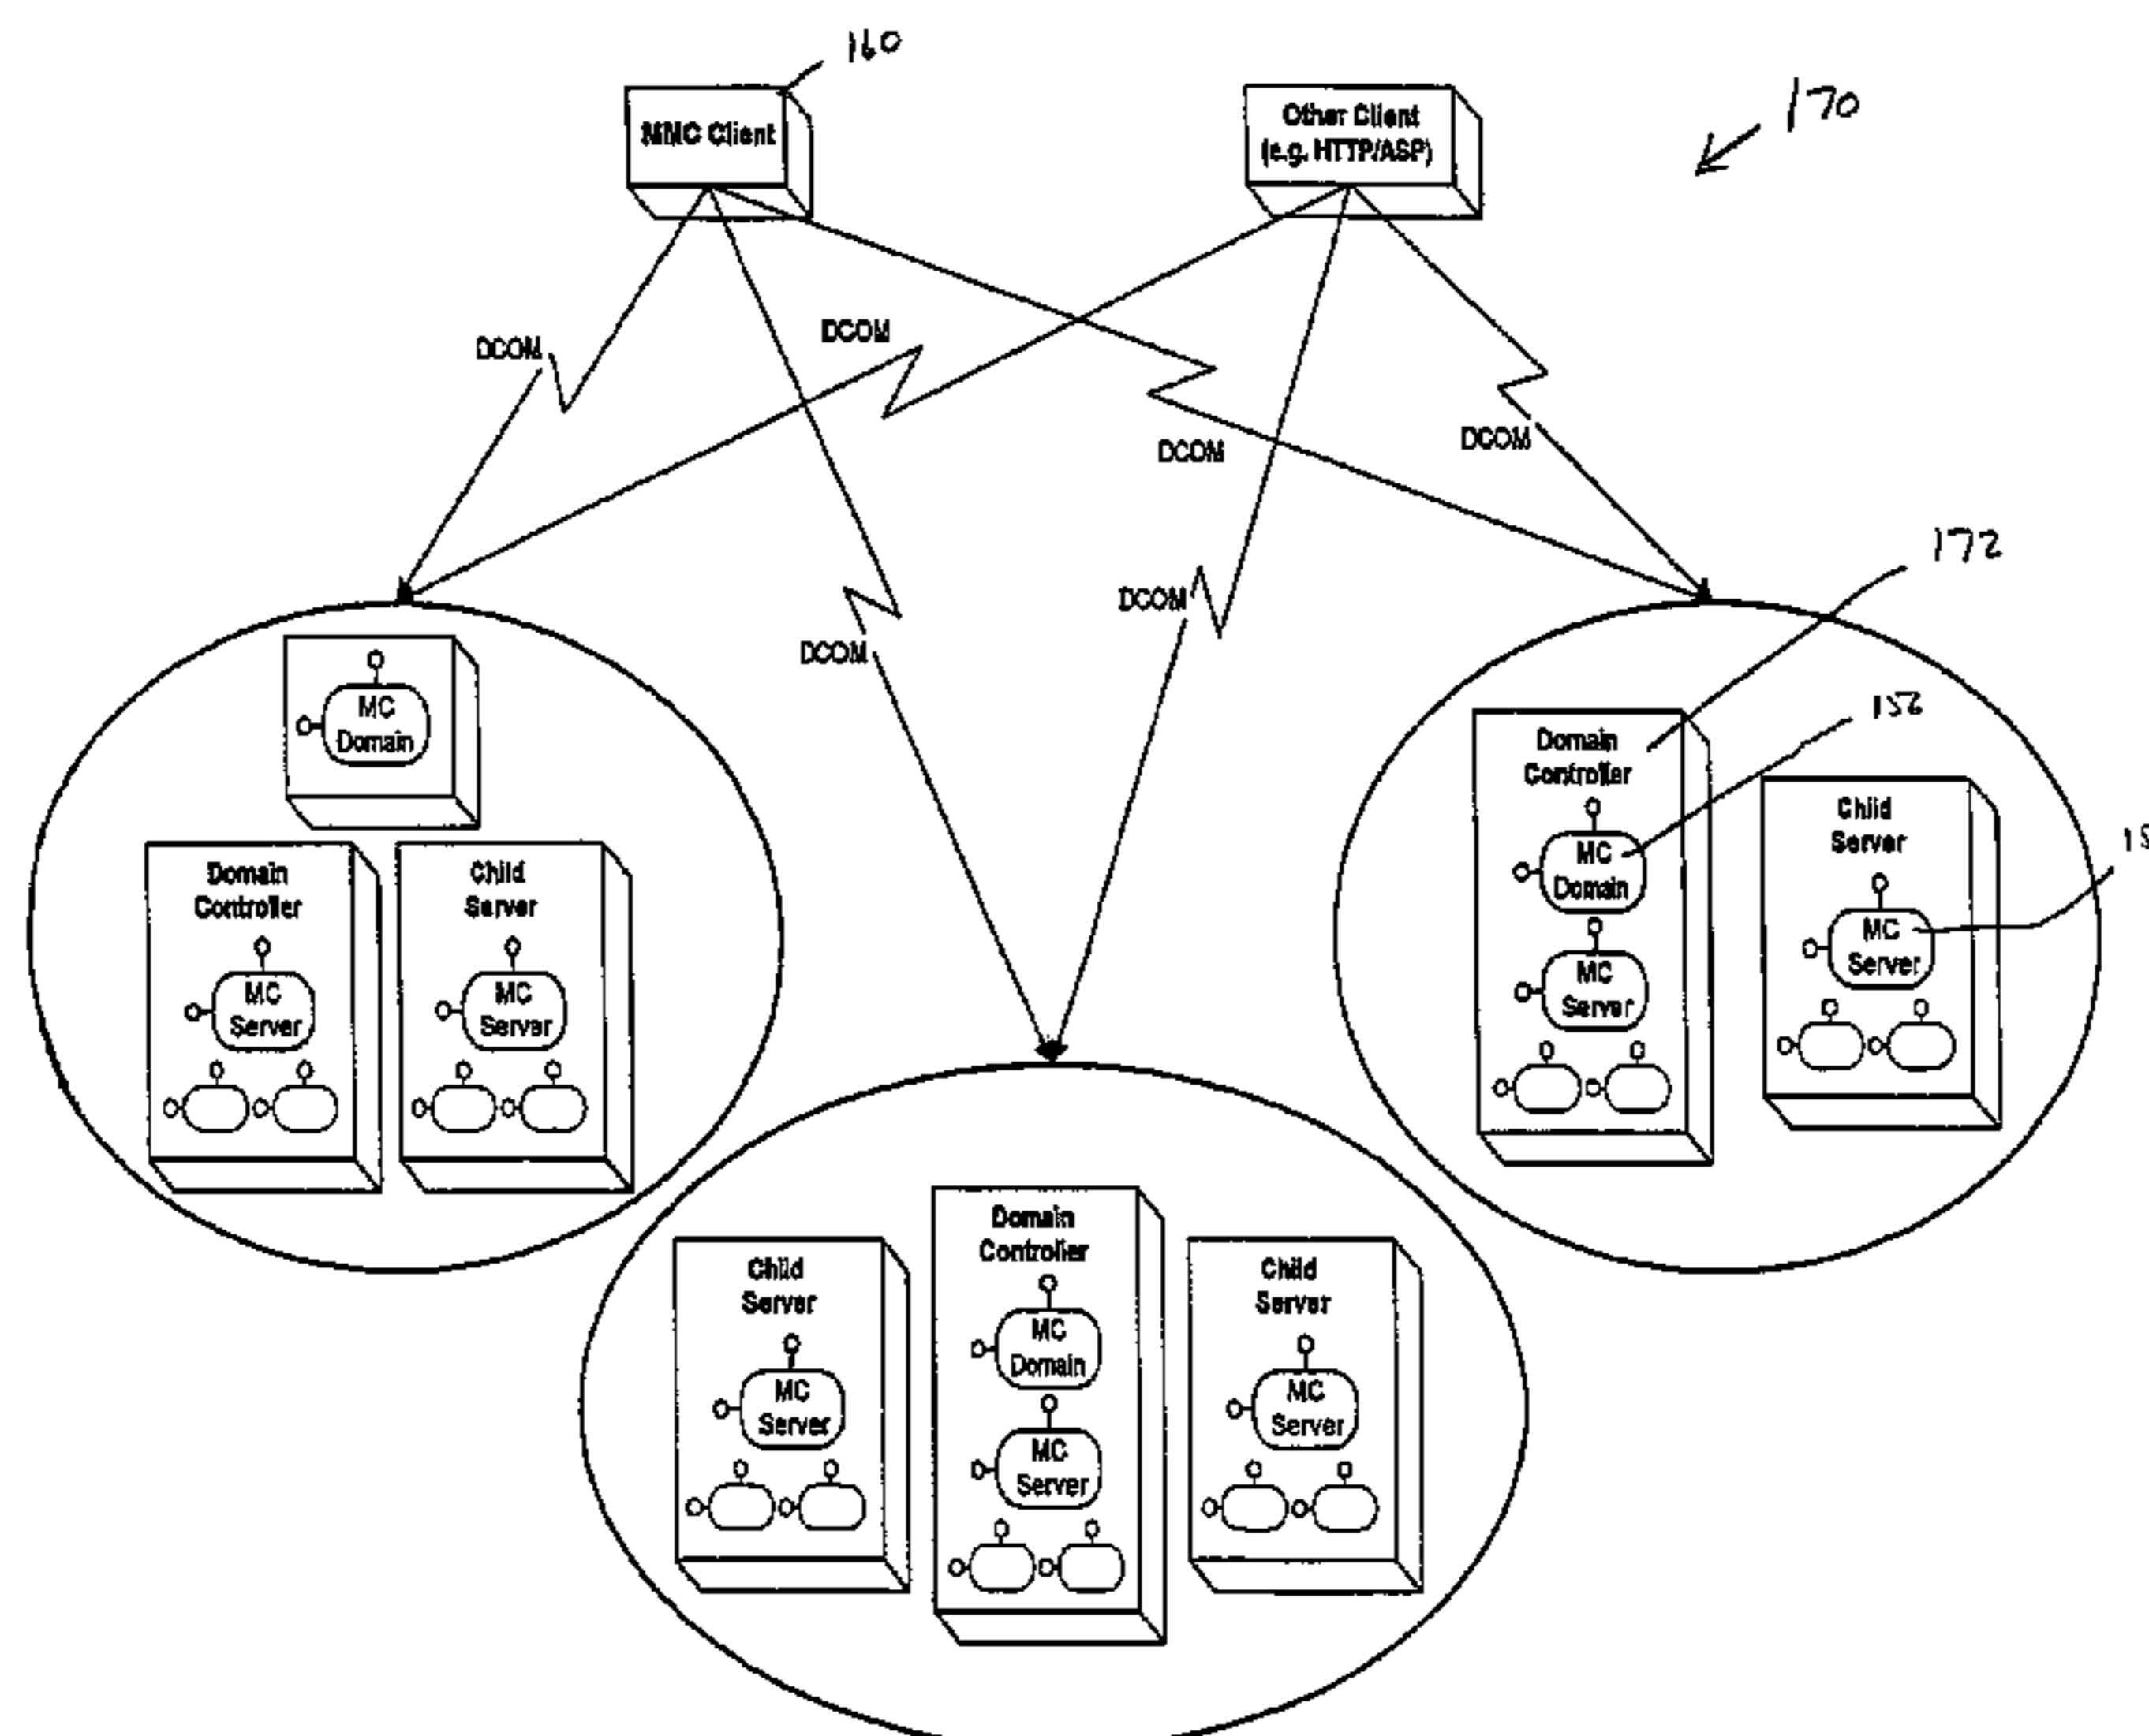 160
MMC Client
Other Client
(e.g. HTTP/ASP)
170
DCOM
DCOM
DCOM
DCOM
DCOM
DCOM
172
MC
Domain
Domain
Controller
MC
Server
Child
Server
MC
Server
Domain
Controller
MC
Domain
MC
Server
Child
Server
MC
Server
Child
Server
MC
Server
Domain
Controller
MC
Domain
MC
Server
Child
Server
MC
Server